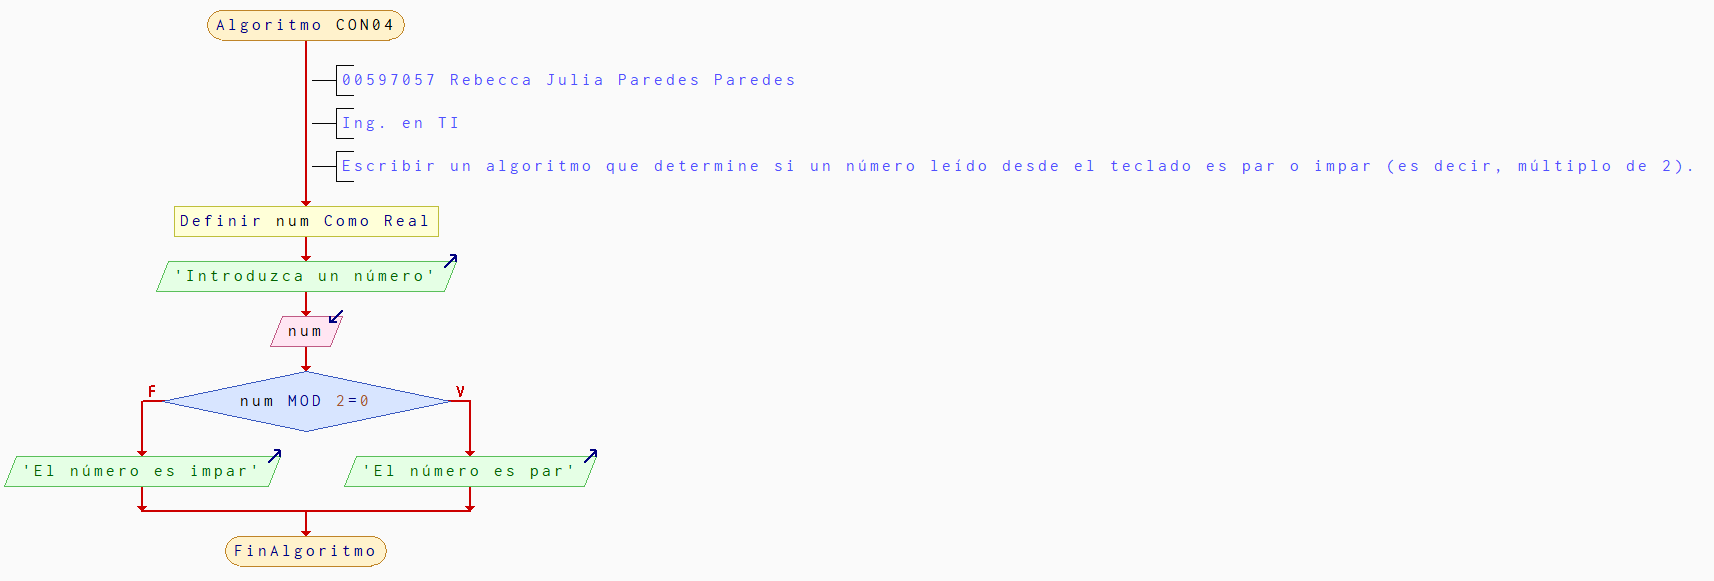 Algoritmo CON04
00597057 Rebecca Julia Paredes Paredes
Ing. en TI
Escribir un algoritmo que determine si un número leído desde el teclado es par o impar (es decir, múltiplo de 2).
Definir num Como Real
'Introduzca un número'
num
F
V
num MOD 2=0
'El número es impar'
'El número es par'
FinAlgoritmo